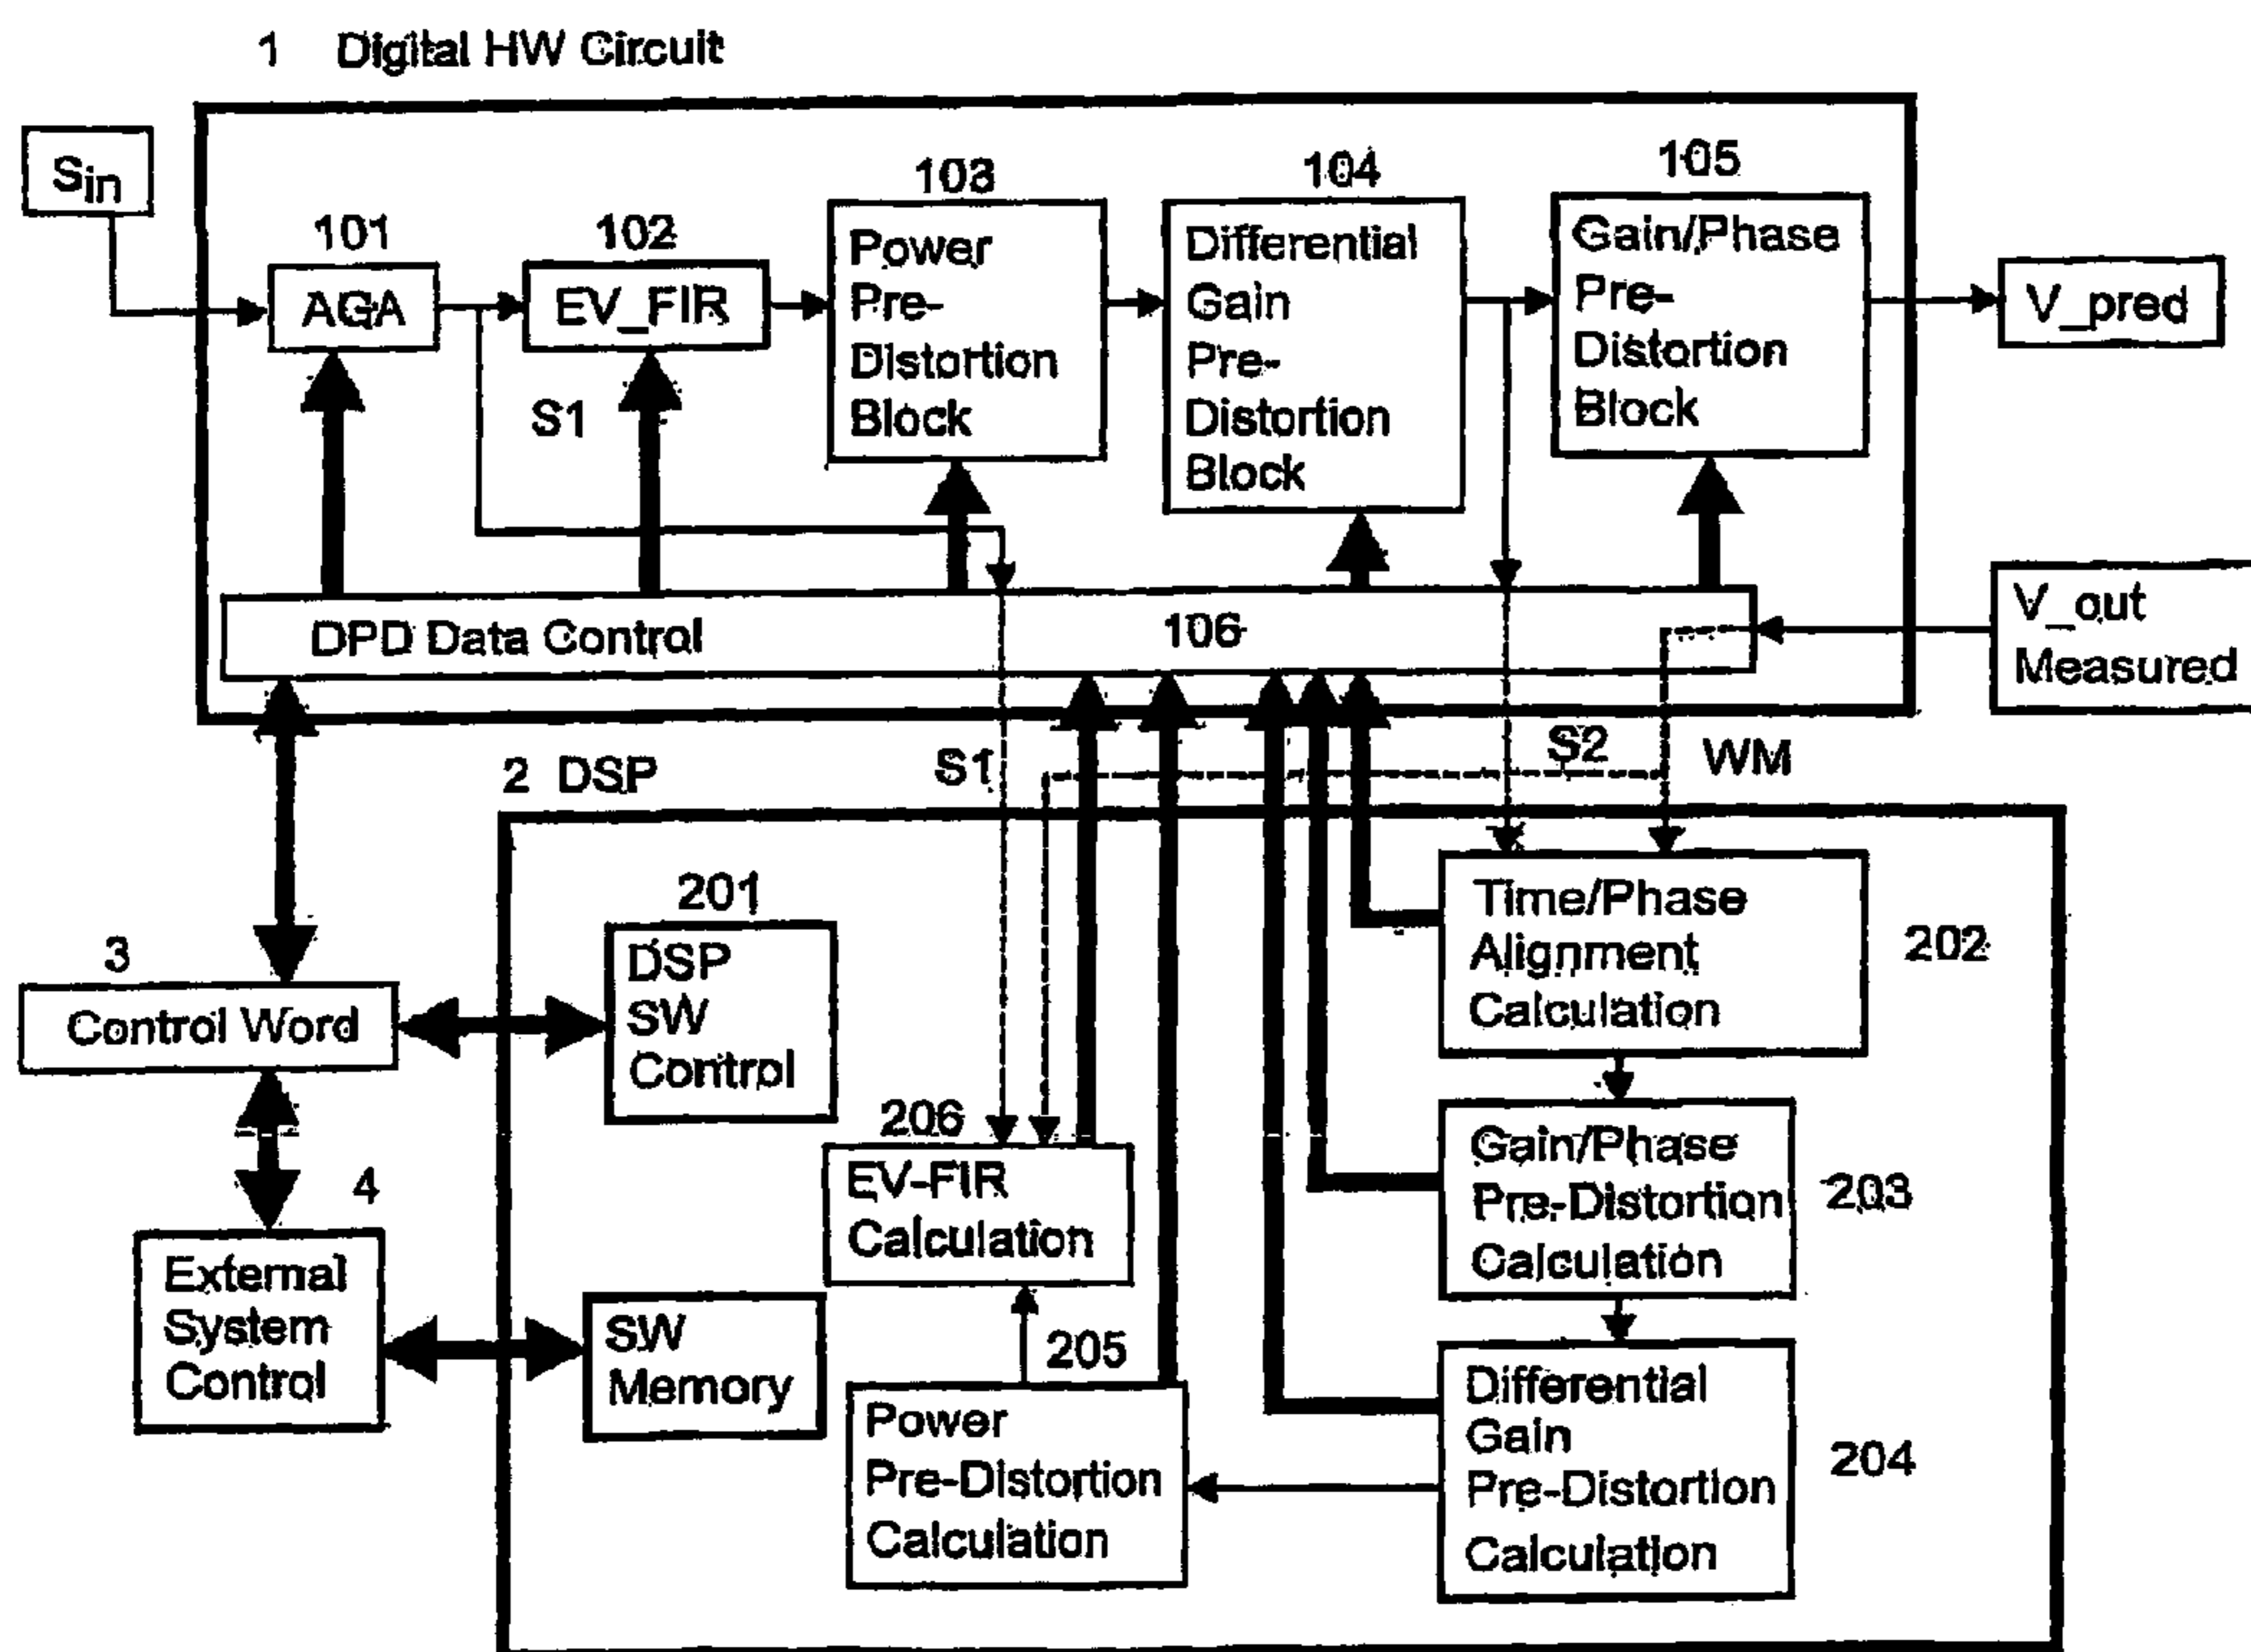 1 Digital HW Circuit
Sin
101
AGA
102
EV_FIR
S1
103
Power
Pre-
Distortion
Block
104
Differential
Gain
Pre-
Distortion
Block
105
Gain/Phase
Pre-
Distortion
Block
V_pred
DPD Data Control
106
V_out
Measured
S1
S2
WM
2 DSP
201
DSP
SW
Control
3
Control Word
4
External
System
Control
SW
Memory
206
EV-FIR
Calculation
205
Power
Pre-Distortion
Calculation
Time/Phase
Alignment
Calculation
202
Gain/Phase
Pre-Distortion
Calculation
203
Differential
Gain
Pre-Distortion
Calculation
204